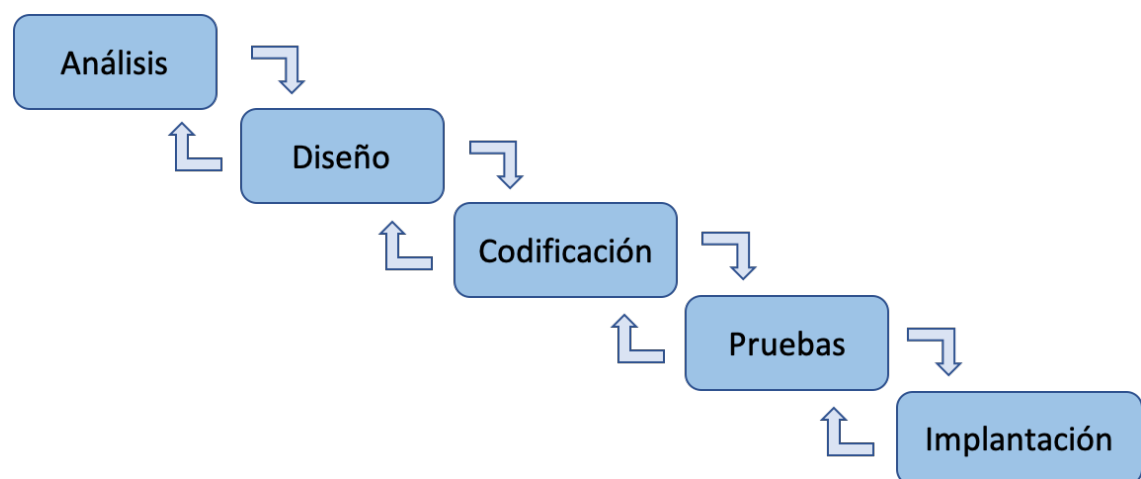 Análisis
Diseño
Codificación
Pruebas
Implantación